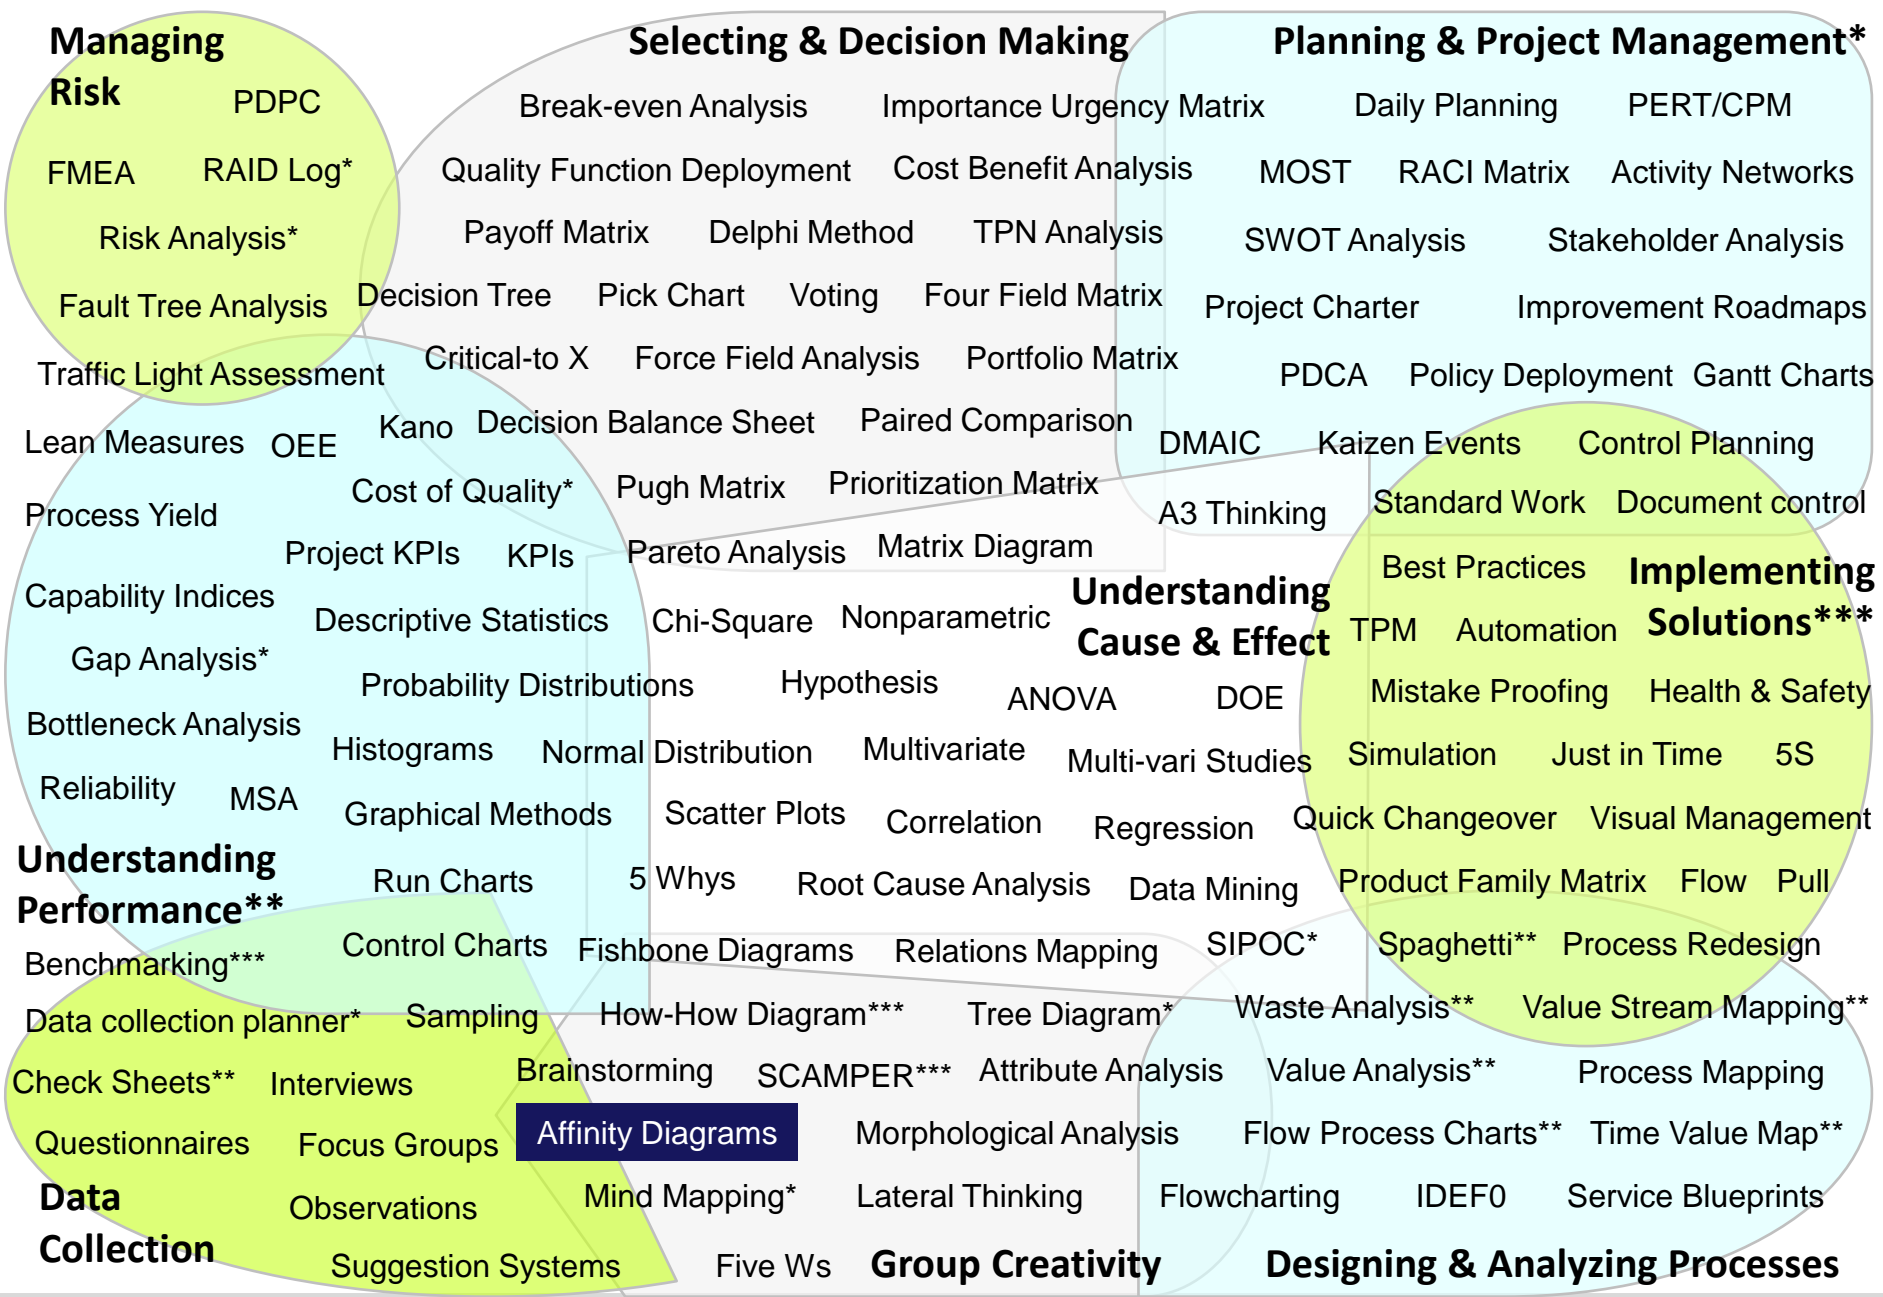 Managing
Risk
Selecting & Decision Making
Planning & Project Management*
PDPC
Break-even Analysis
Importance Urgency Matrix
Daily Planning
PERT/CPM
FMEA
RAID Log*
Quality Function Deployment
Cost Benefit Analysis
MOST
RACI Matrix
Activity Networks
Risk Analysis*
Payoff Matrix
Delphi Method
TPN Analysis
SWOT Analysis
Stakeholder Analysis
Fault Tree Analysis
Decision Tree
Pick Chart
Voting
Four Field Matrix
Project Charter
Improvement Roadmaps
Traffic Light Assessment
Critical-to X
Force Field Analysis
Portfolio Matrix
PDCA
Policy Deployment
Gantt Charts
Lean Measures
OEE
Kano
Decision Balance Sheet
Paired Comparison
DMAIC
Kaizen Events
Control Planning
Cost of Quality*
Pugh Matrix
Prioritization Matrix
A3 Thinking
Standard Work
Document control
Process Yield
Project KPIs
KPIs
Pareto Analysis
Matrix Diagram
Best Practices
Implementing
Solutions***
Understanding
Cause & Effect
Capability Indices
Descriptive Statistics
Chi-Square
Nonparametric
TPM
Automation
Gap Analysis*
Probability Distributions
Hypothesis
ANOVA
DOE
Mistake Proofing
Health & Safety
Bottleneck Analysis
Histograms
Normal Distribution
Multivariate
Multi-vari Studies
Simulation
Just in Time
5S
Reliability
MSA
Graphical Methods
Scatter Plots
Correlation
Regression
Quick Changeover
Visual Management
Understanding
Performance**
Run Charts
5 Whys
Root Cause Analysis
Data Mining
Product Family Matrix
Flow
Pull
Benchmarking***
Control Charts
Fishbone Diagrams
Relations Mapping
SIPOC*
Spaghetti**
Process Redesign
Data collection planner*
Sampling
How-How Diagram***
Tree Diagram*
Waste Analysis**
Value Stream Mapping**
Check Sheets**
Interviews
Brainstorming
SCAMPER***
Attribute Analysis
Value Analysis**
Process Mapping
Questionnaires
Focus Groups
Affinity Diagrams
Morphological Analysis
Flow Process Charts**
Time Value Map**
Data
Collection
Observations
Mind Mapping*
Lateral Thinking
Flowcharting
IDEF0
Service Blueprints
Suggestion Systems
Five Ws
Group Creativity
Designing & Analyzing Processes